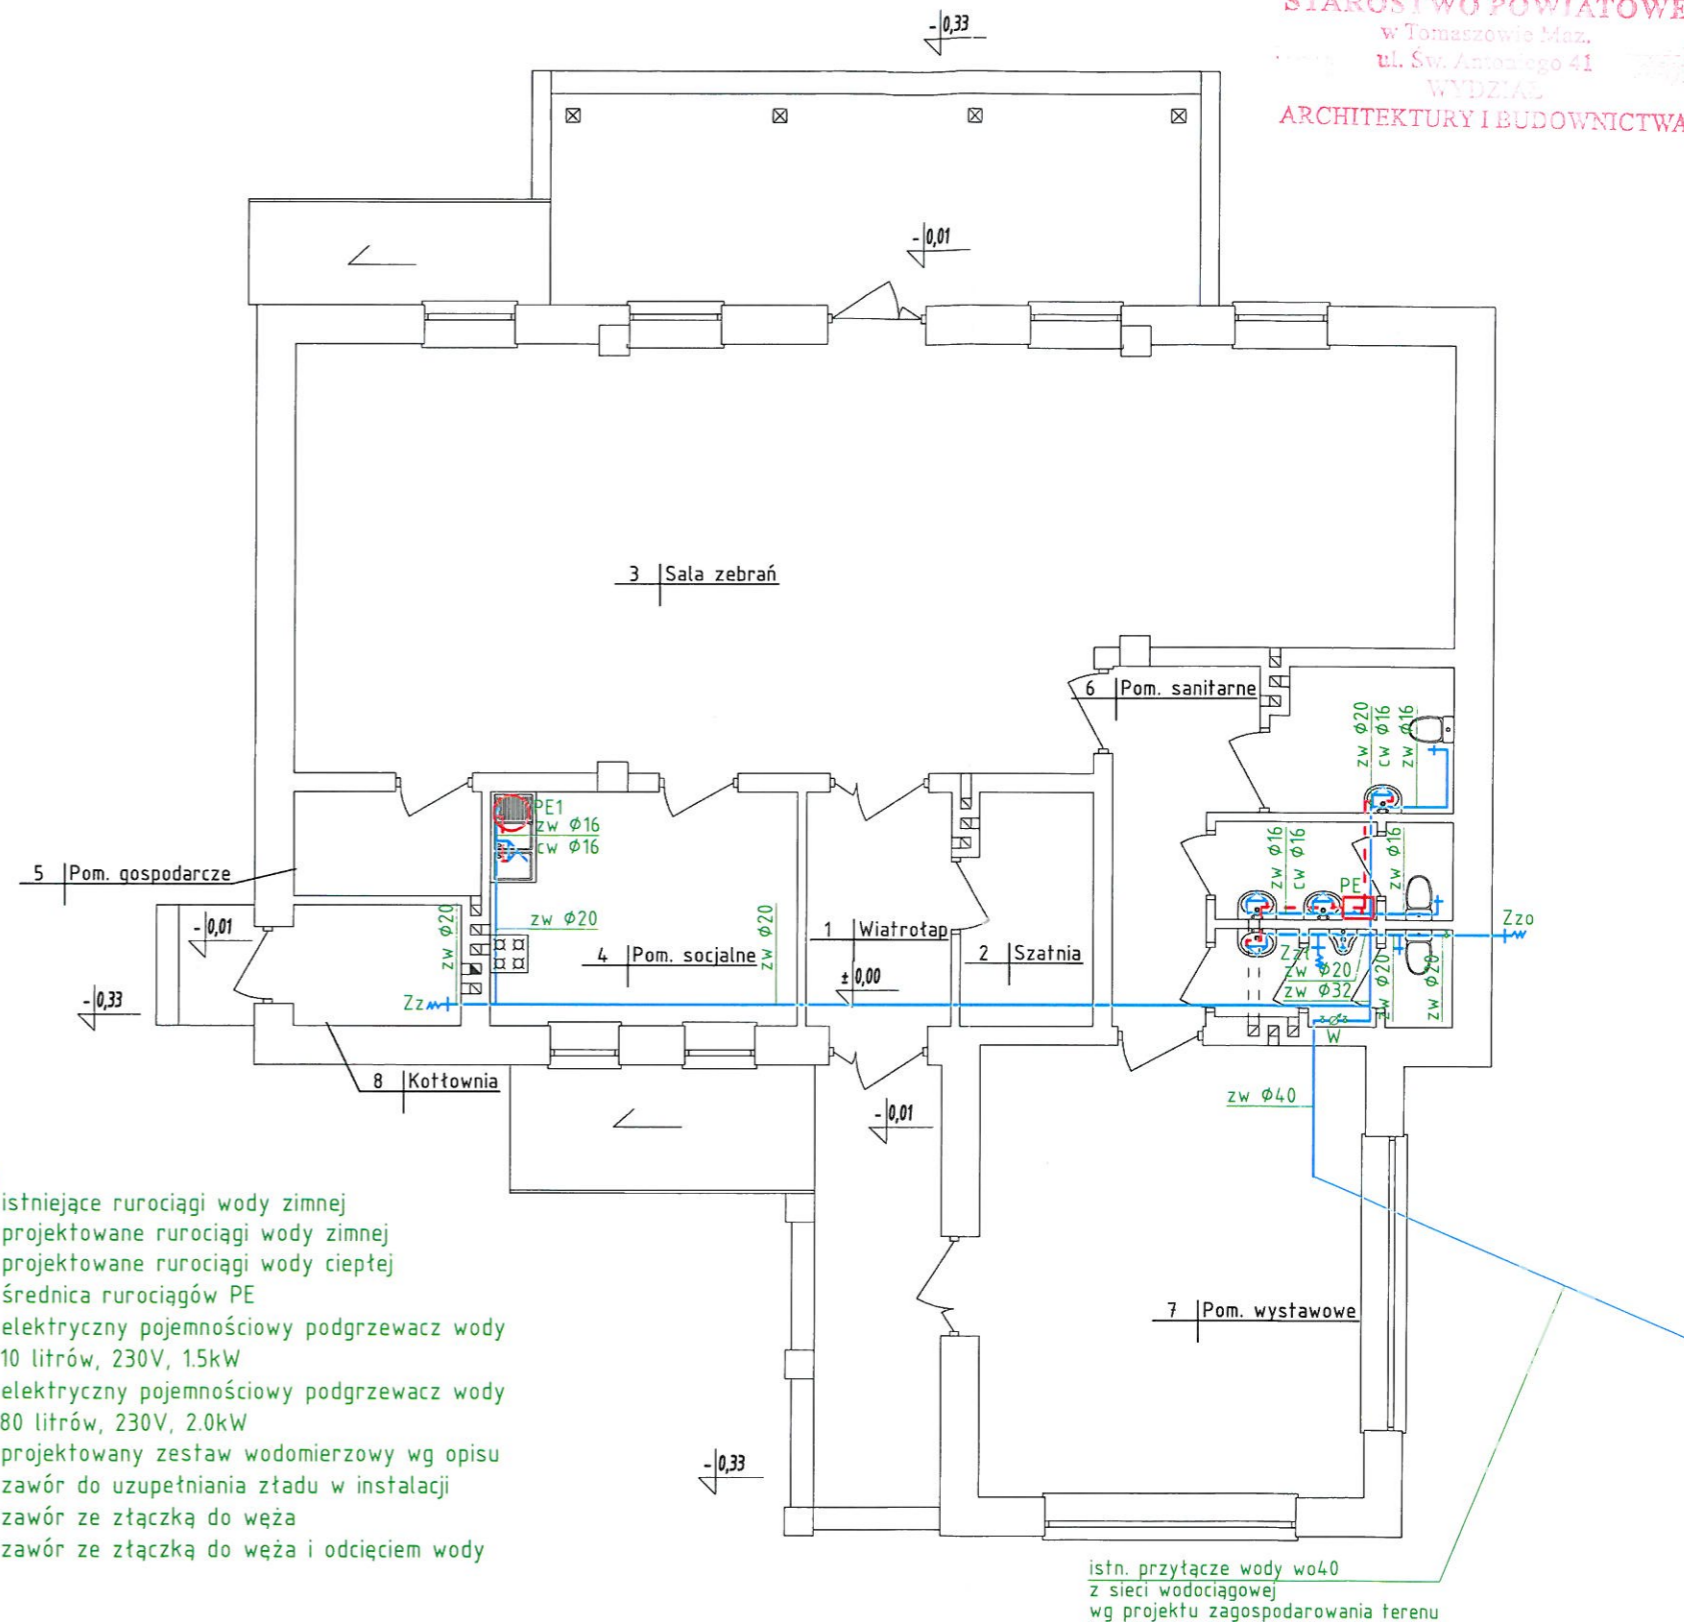 -0,33
STAROSTWO POWIATOWE
w Tomaszowie Maz.
ul. Św. Antoniego 41
WYDZIAŁ
ARCHITEKTURY I BUDOWNICTWA
-0,01
3 Sala zebrań
6 Pom. sanitarne
zw Ø20
cw Ø16
zw Ø16
PE1
zw Ø16
cw Ø16
zw Ø16
cw Ø16
PE
zw Ø16
5 Pom. gospodarcze
-0,01
zw Ø20
zw Ø20
4 Pom. socjalne
zw Ø20
1 Wiatrołap
±0,00
2 Szatnia
Zzo
zw Ø20
zw Ø32
zw Ø20
zw Ø20
-0,33
Zz
W
8 Kotłownia
zw Ø40
-0,01
istniejące rurociągi wody zimnej
projektowane rurociągi wody zimnej
projektowane rurociągi wody ciepłej
średnica rurociągów PE
elektryczny pojemnościowy podgrzewacz wody
10 litrów, 230V, 1.5kW
elektryczny pojemnościowy podgrzewacz wody
80 litrów, 230V, 2.0kW
projektowany zestaw wodomierzowy wg opisu
zawór do uzupełniania zładu w instalacji
zawór ze złączką do węża
zawór ze złączką do węża i odcięciem wody
7 Pom. wystawowe
-0,33
istn. przyłącze wody wo40
z sieci wodociągowej
wg projektu zagospodarowania terenu